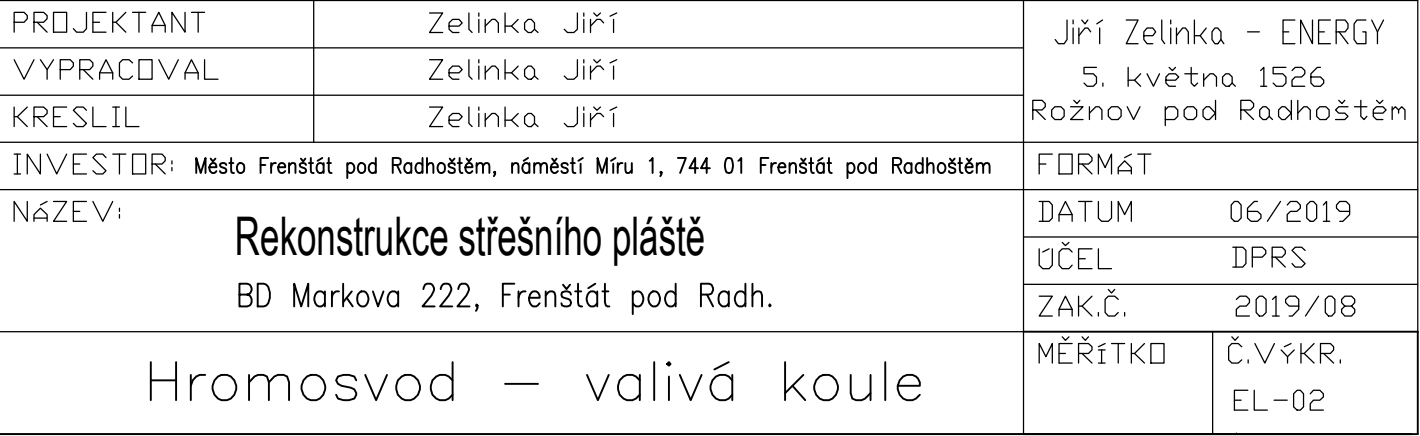 PROJEKTANT Zelinka Jiří
VYPRACOVAL Zelinka Jiří
KRESLIL Zelinka Jiří
Jiří Zelinka - ENERGY
5. května 1526
Rožnov pod Radhoštěm
INVESTOR: Město Frenštát pod Radhoštěm, náměstí Míru 1, 744 01 Frenštát pod Radhoštěm
FORMÁT
NÁZEV:
Rekonstrukce střešního pláště
BD Markova 222, Frenštát pod Radh.
DATUM 06/2019
ÚČEL DPRS
ZAK.Č. 2019/08
Hromosvod – valivá koule
MĚŘÍTKO
Č.VÝKR.
EL-02